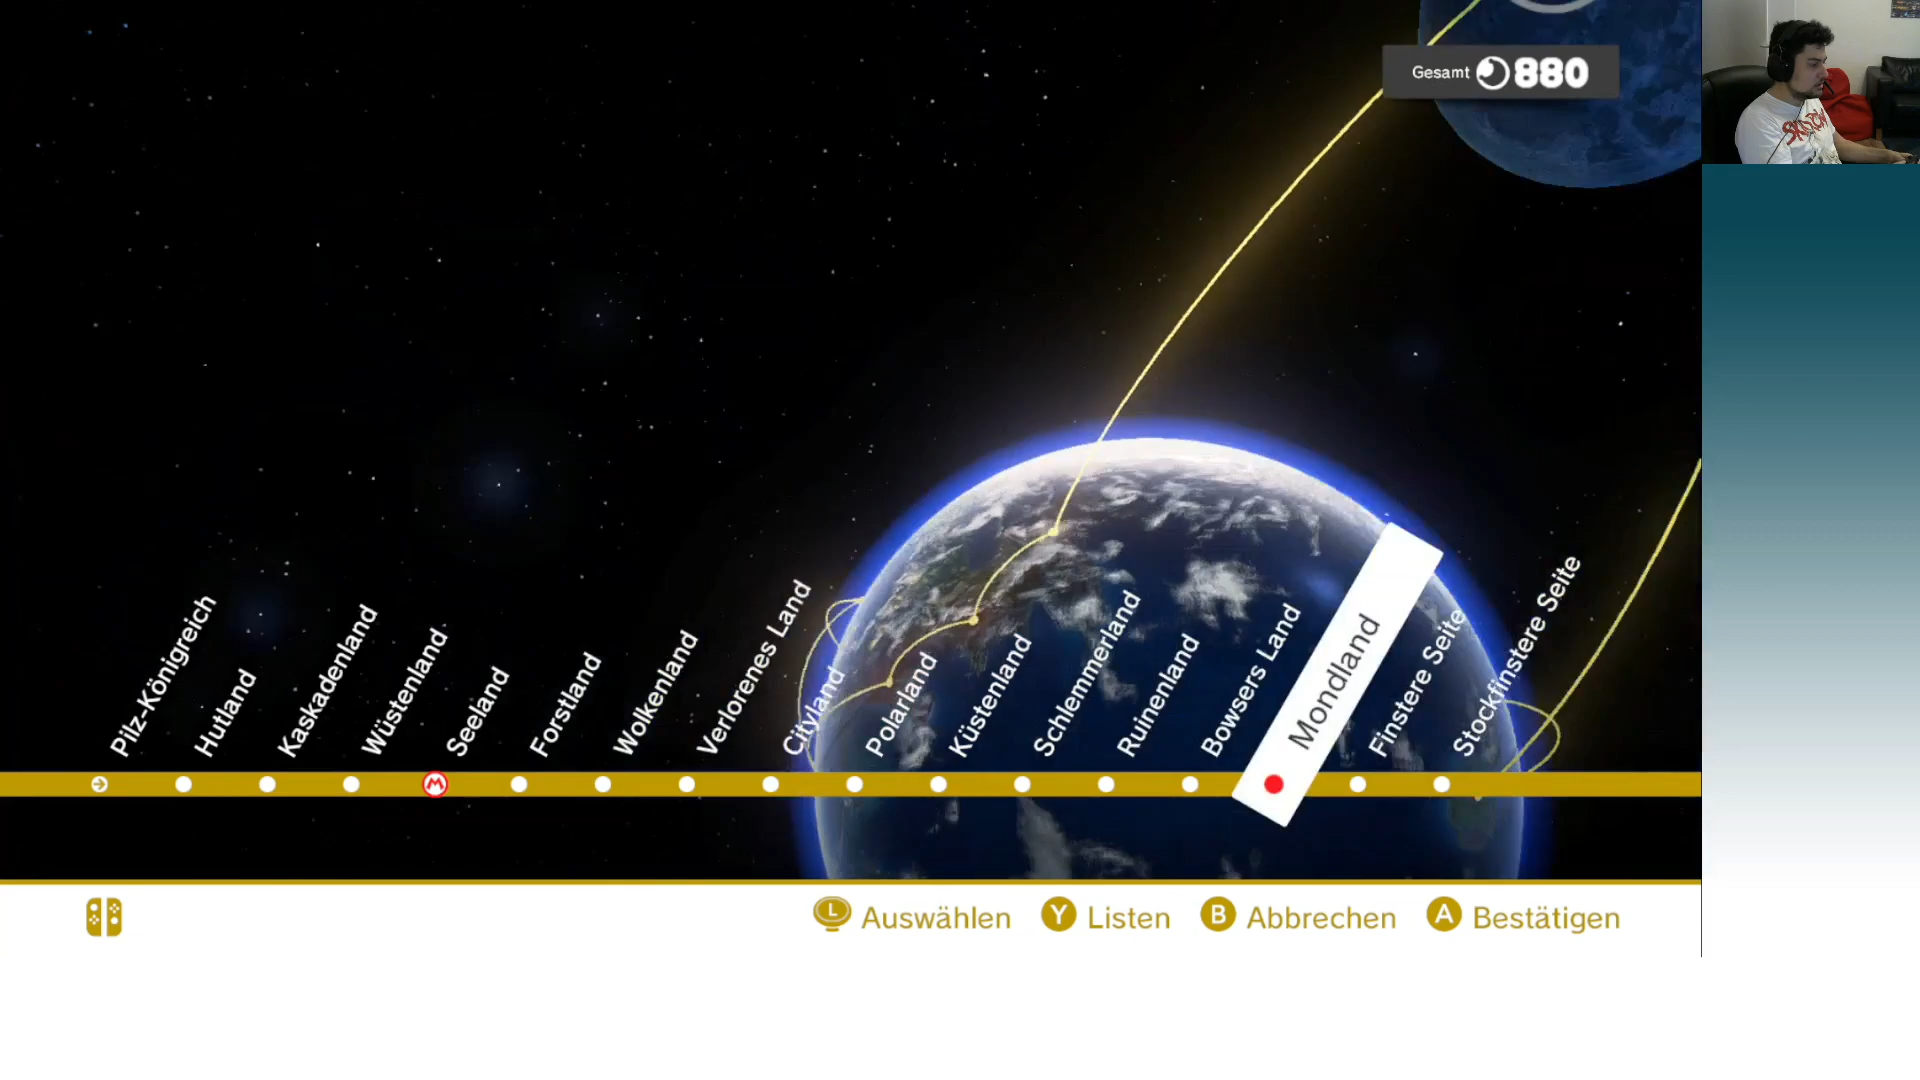 Gesamt 880
Pilz-Königreich
Hutland
Kaskadenland
Wüstenland
Seeland
Forstland
Wolkenland
Verlorenes Land
Cityland
Polarland
Küstenland
Schlemmerland
Ruinenland
Bowsers Land
Mondland
Finstere Seite
Stockfinstere Seite
M
L Auswählen Y Listen B Abbrechen A Bestätigen